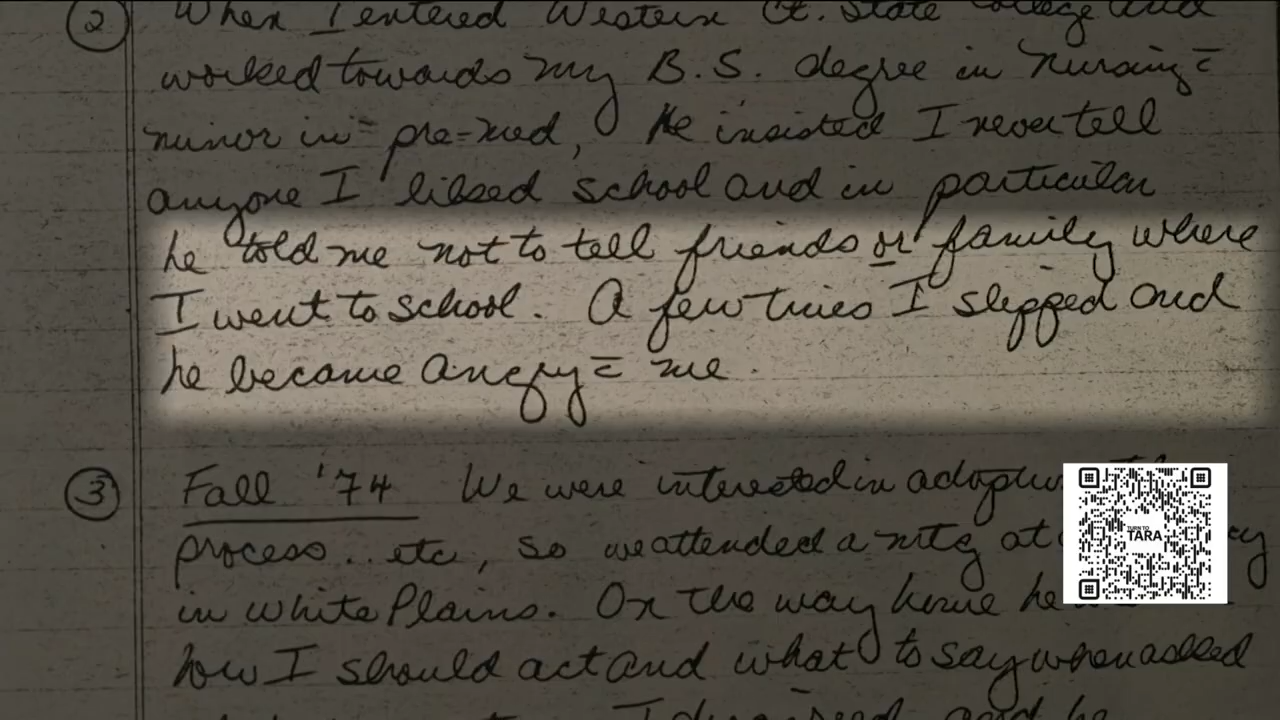 ② When I entered Western Ct. State College and
worked towards my B.S. degree in nursing =
minor in = pre-med, He insisted I never tell
anyone I liked school and in particular
he told me not to tell friends or family where
I went to school. A few times I slipped and
he became angry = me.
③ Fall '74 We were interested in
process... etc, so we attended a mtg at
in White Plains. On the way home he
how I should act and what to say when asked
I
and he
TURN TO
TARA